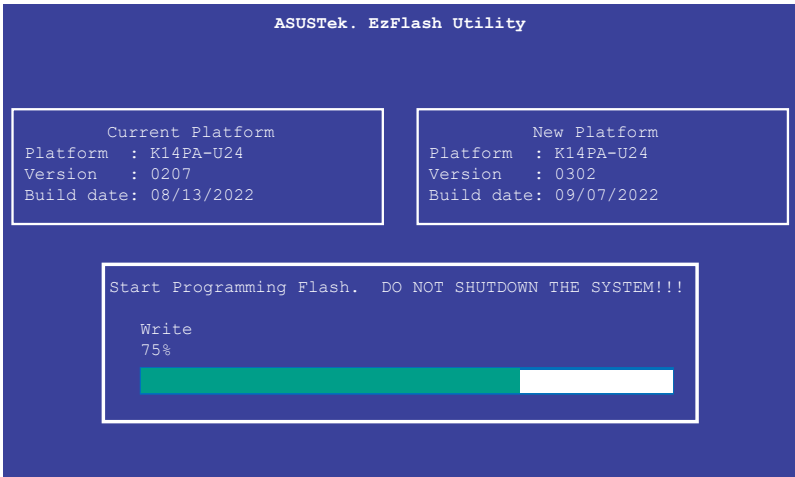 ASUSTek. EzFlash Utility
Current Platform
Platform  : K14PA-U24
Version   : 0207
Build date: 08/13/2022
New Platform
Platform  : K14PA-U24
Version   : 0302
Build date: 09/07/2022
Start Programming Flash.  DO NOT SHUTDOWN THE SYSTEM!!!
Write
75%